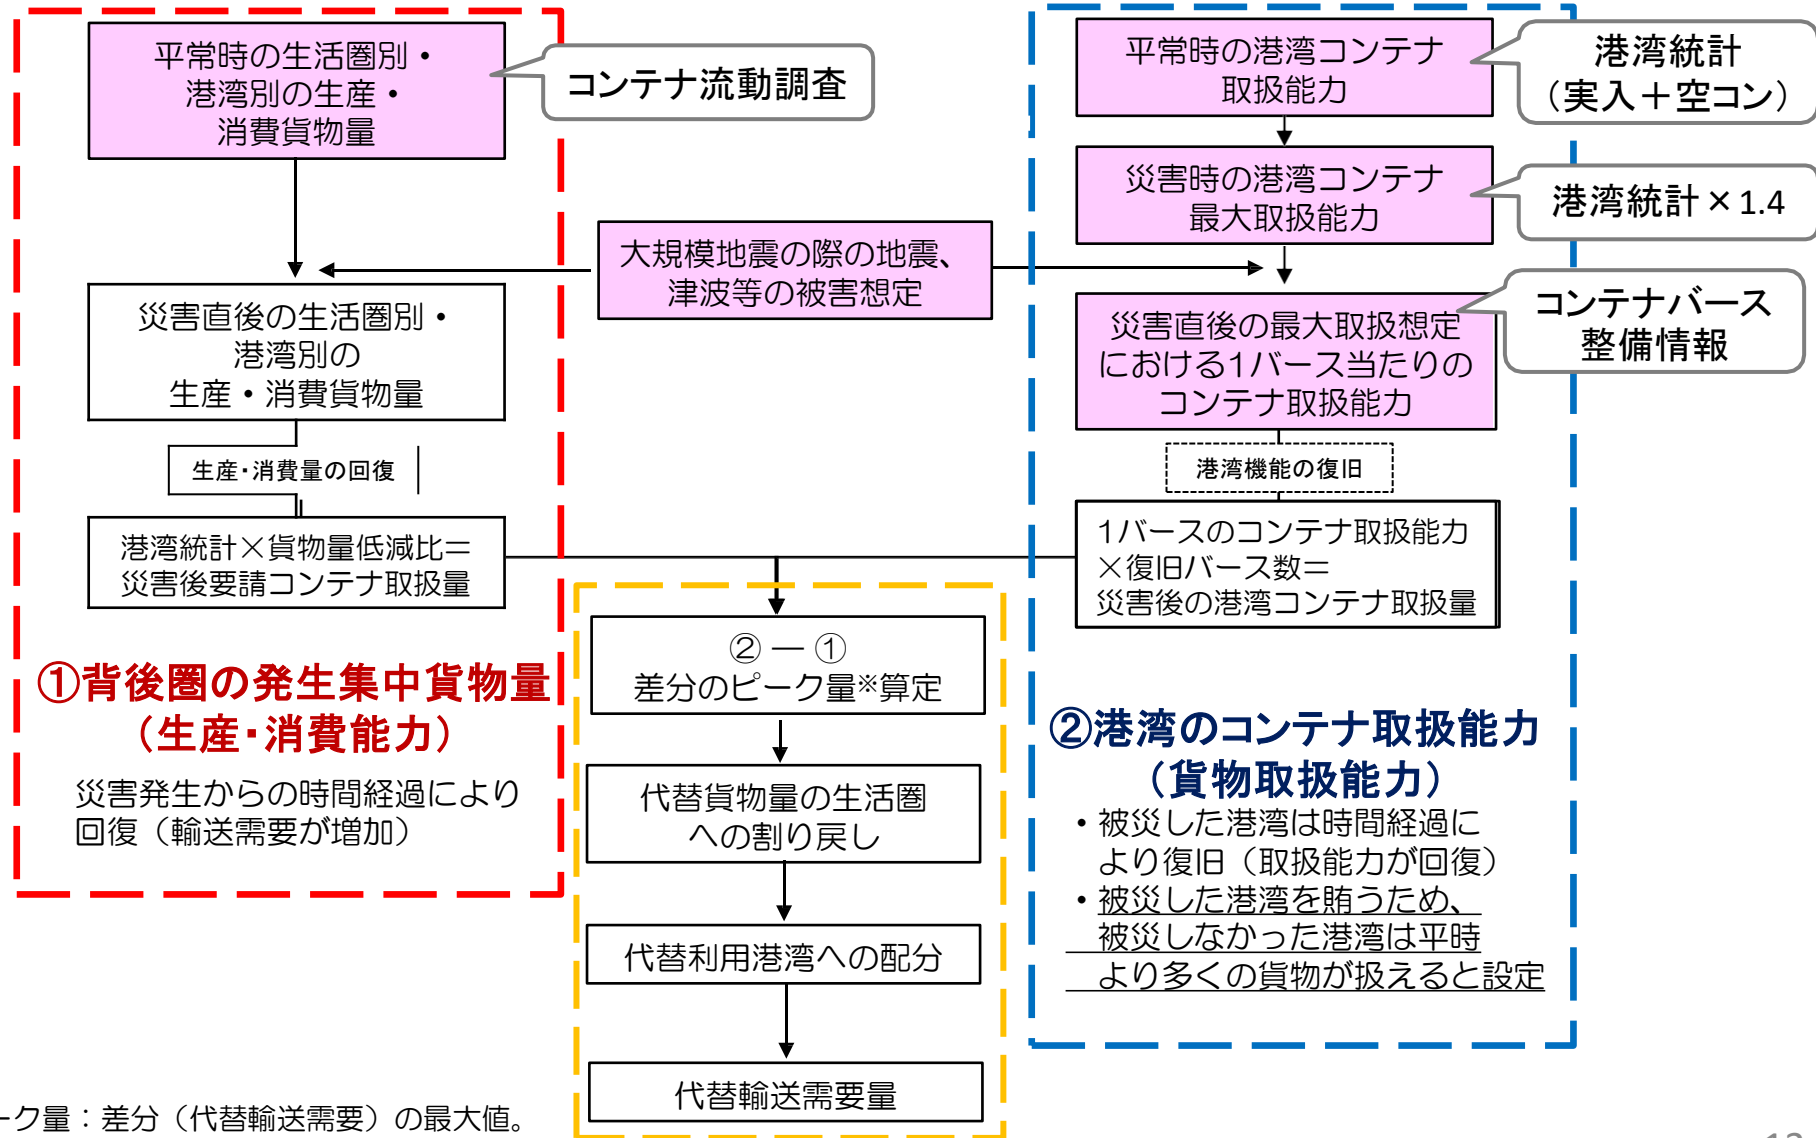 平常時の生活圏別・
港湾別の生産・
消費貨物量
コンテナ流動調査
災害直後の生活圏別・
港湾別の
生産・消費貨物量
生産・消費量の回復
港湾統計×貨物量低減比＝
災害後要請コンテナ取扱量
①背後圏の発生集中貨物量
（生産・消費能力）
災害発生からの時間経過により
回復（輸送需要が増加）
大規模地震の際の地震、
津波等の被害想定
平常時の港湾コンテナ
取扱能力
港湾統計
（実入＋空コン）
災害時の港湾コンテナ
最大取扱能力
港湾統計×1.4
災害直後の最大取扱想定
における1バース当たりの
コンテナ取扱能力
コンテナバース
整備情報
港湾機能の復旧
1バースのコンテナ取扱能力
×復旧バース数＝
災害後の港湾コンテナ取扱量
②港湾のコンテナ取扱能力
（貨物取扱能力）
・被災した港湾は時間経過に
より復旧（取扱能力が回復）
・被災した港湾を賄うため、
被災しなかった港湾は平時
より多くの貨物が扱えると設定
② ― ①
差分のピーク量※算定
代替貨物量の生活圏
への割り戻し
代替利用港湾への配分
代替輸送需要量
ーク量：差分（代替輸送需要）の最大値。